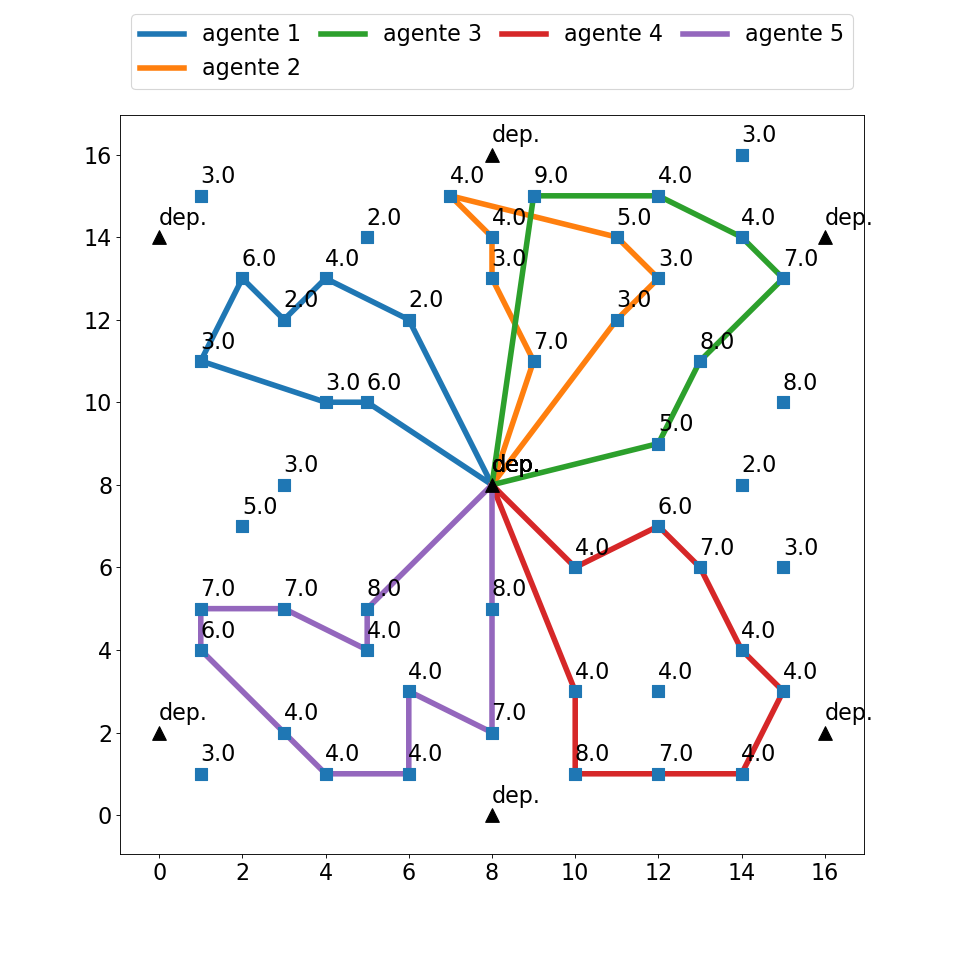 agente 1 agente 3 agente 4 agente 5
agente 2
16
14
12
10
8
6
4
2
0
dep. 3.0
3.0 4.0 9.0 4.0
dep. 2.0 4.0 5.0 4.0 dep.
6.0 4.0 3.0 3.0 7.0
2.0 2.0 3.0
3.0 7.0 8.0
3.0 6.0 8.0
5.0
3.0 dep. 2.0
5.0 6.0
4.0 7.0 3.0
7.0 7.0 8.0 8.0
6.0 4.0 4.0
4.0 4.0 4.0 4.0
dep. 4.0 7.0 dep.
3.0 4.0 4.0 8.0 7.0 4.0
dep.
0 2 4 6 8 10 12 14 16